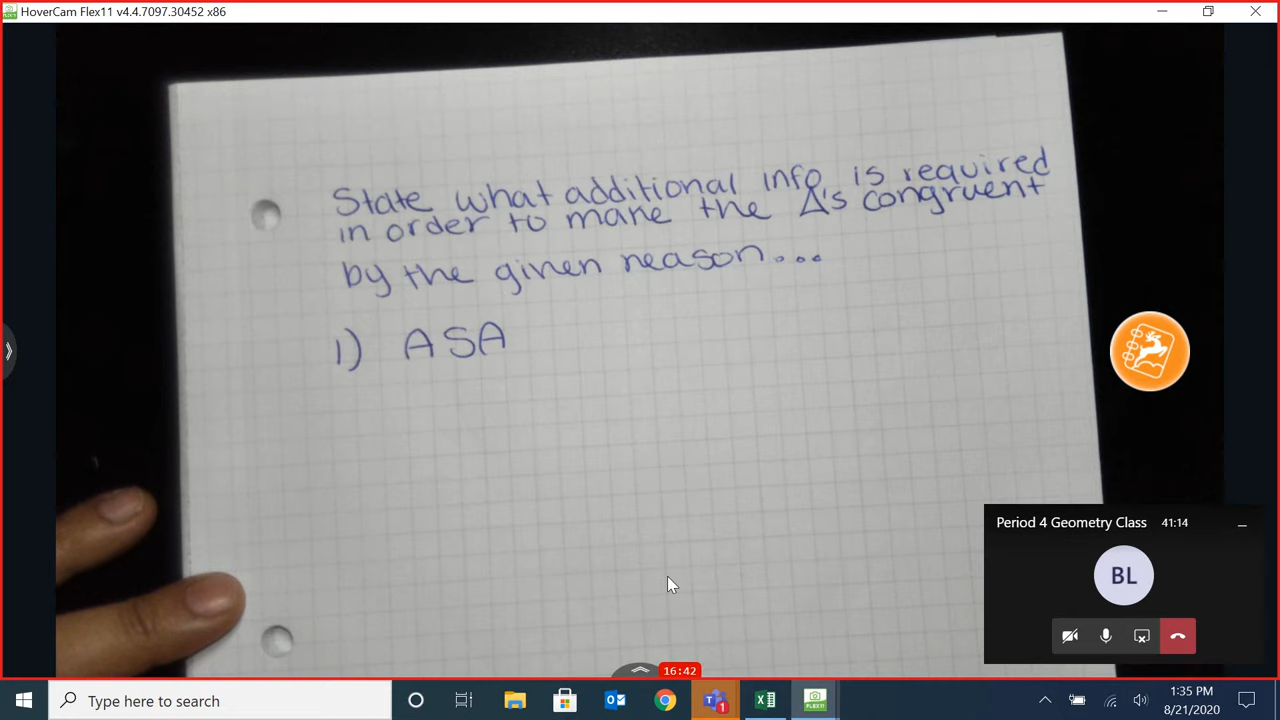 HoverCam Flex11 v4.4.7097.30452 x86
State what additional info is required
in order to make the Δ's congruent
by the given reason...
1) ASA
Period 4 Geometry Class 41:14
BL
16:42
Type here to search
1
FLEX11
1:35 PM
8/21/2020